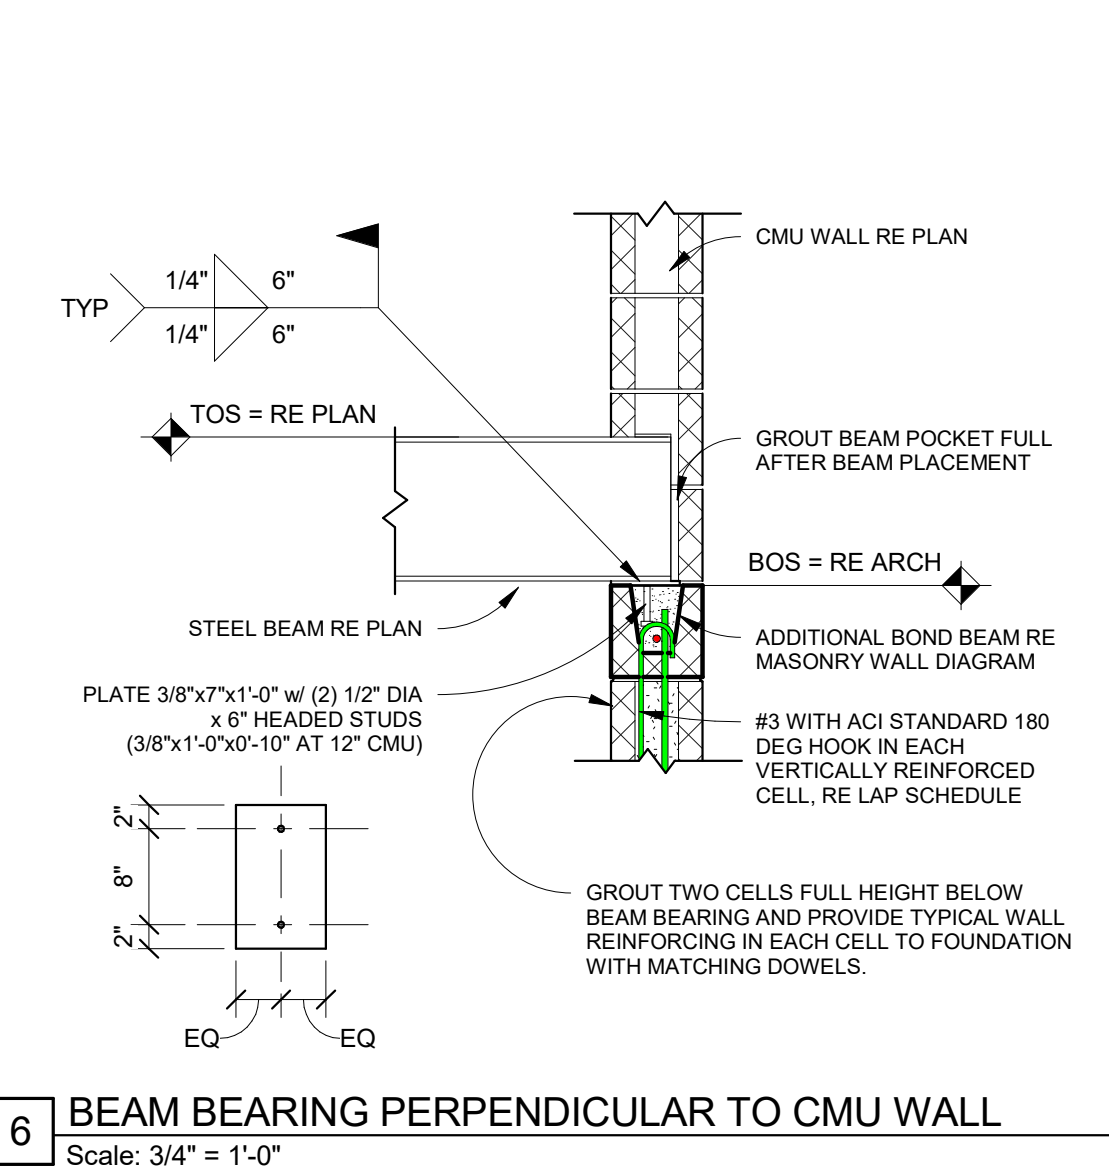 CMU WALL RE PLAN
1/4" 6"
TYP
1/4" 6"
TOS = RE PLAN
GROUT BEAM POCKET FULL
AFTER BEAM PLACEMENT
BOS = RE ARCH
STEEL BEAM RE PLAN
ADDITIONAL BOND BEAM RE
MASONRY WALL DIAGRAM
PLATE 3/8"x7"x1'-0" w/ (2) 1/2" DIA
x 6" HEADED STUDS
(3/8"x1'-0"x0'-10" AT 12" CMU)
#3 WITH ACI STANDARD 180
DEG HOOK IN EACH
VERTICALLY REINFORCED
CELL, RE LAP SCHEDULE
2"
8"
2"
EQ EQ
GROUT TWO CELLS FULL HEIGHT BELOW
BEAM BEARING AND PROVIDE TYPICAL WALL
REINFORCING IN EACH CELL TO FOUNDATION
WITH MATCHING DOWELS.
6 BEAM BEARING PERPENDICULAR TO CMU WALL
Scale: 3/4" = 1'-0"